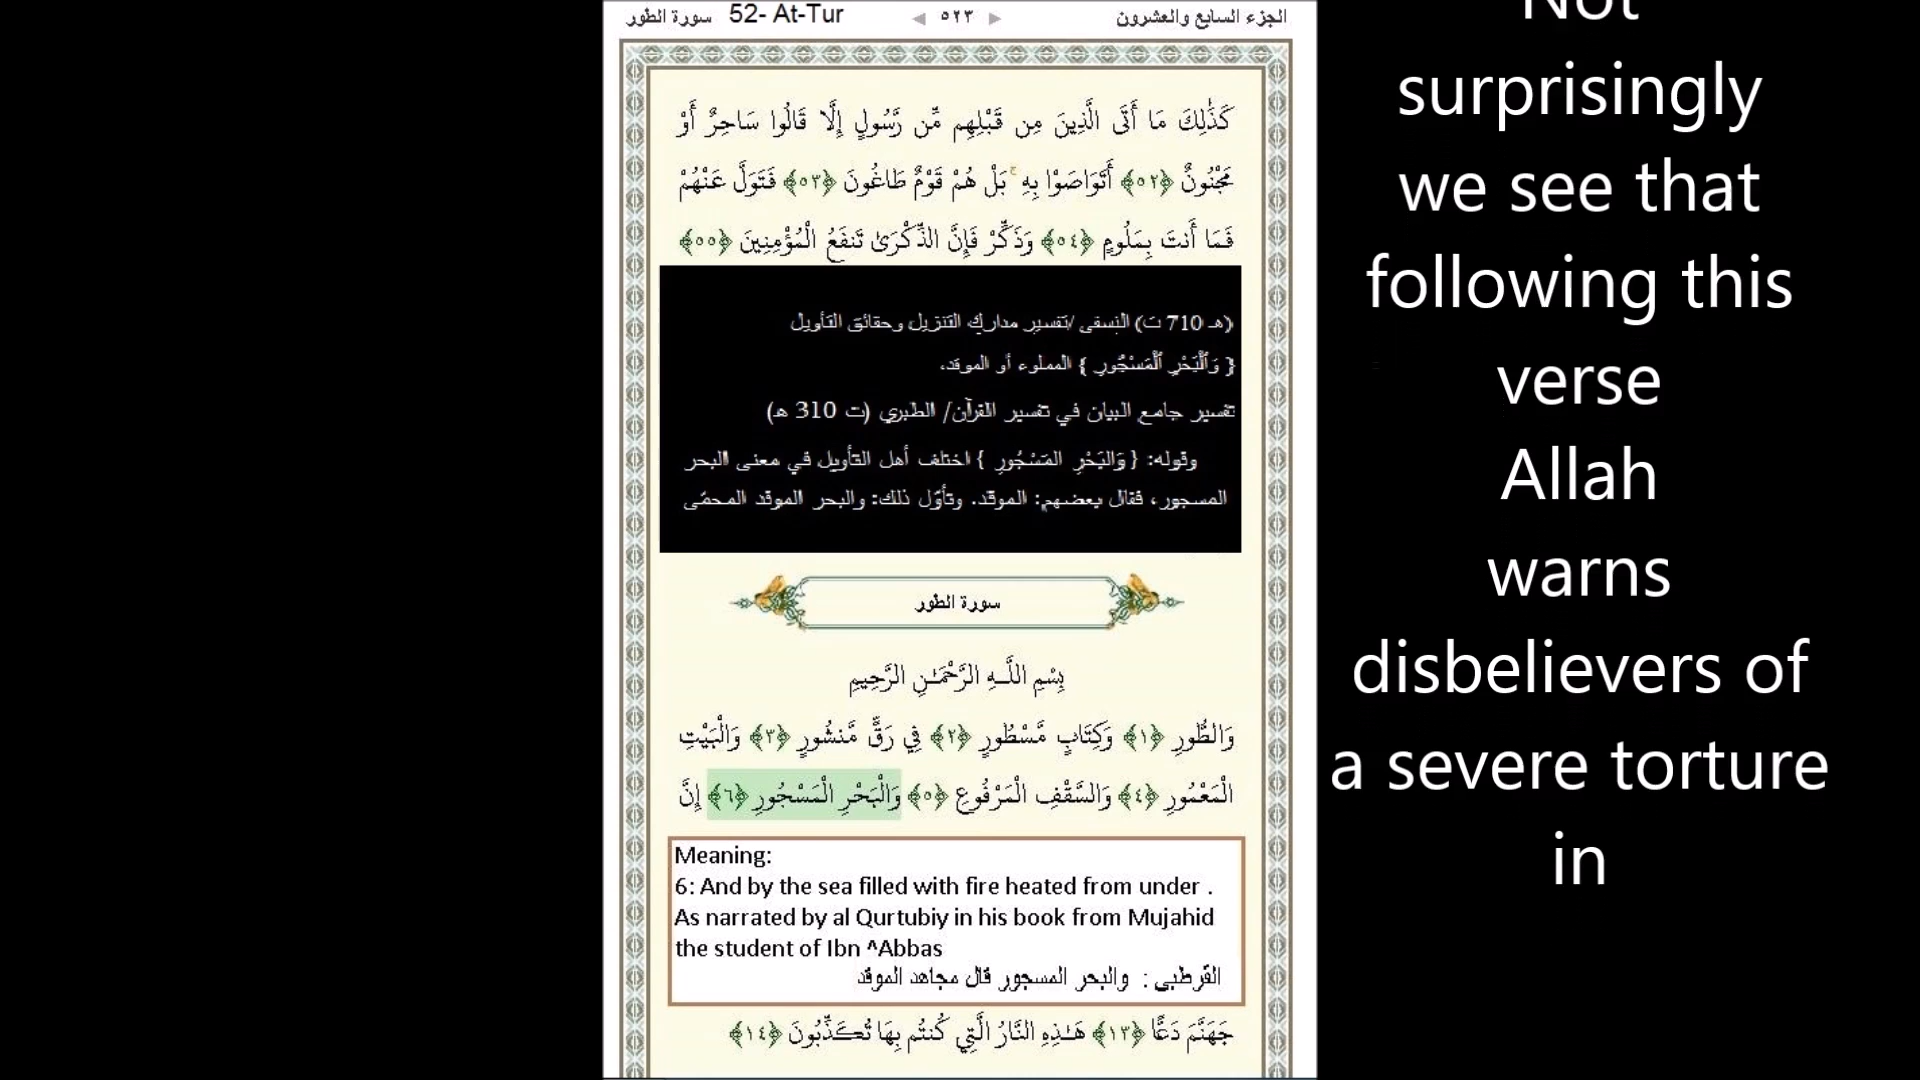 سورة الطور 52- At-Tur ◄ ٥٢٣ ► الجزء السابع والعشرون
كَذَٰلِكَ مَا أَتَى الَّذِينَ مِن قَبْلِهِم مِّن رَّسُولٍ إِلَّا قَالُوا سَاحِرٌ أَوْ
مَجْنُونٌ ﴿٥٢﴾ أَتَوَاصَوْا بِهِ ۚ بَلْ هُمْ قَوْمٌ طَاغُونَ ﴿٥٣﴾ فَتَوَلَّ عَنْهُمْ
فَمَا أَنتَ بِمَلُومٍ ﴿٥٤﴾ وَذَكِّرْ فَإِنَّ الذِّكْرَىٰ تَنفَعُ الْمُؤْمِنِينَ ﴿٥٥﴾
(هـ 710 ت) النسفي /تفسير مدارك التنزيل وحقائق التأويل
{ وَٱلْبَحْرِ ٱلْمَسْجُورِ } المملوء أو الموقد،
تفسير جامع البيان في تفسير القرآن/ الطبري (ت 310 هـ)
وقوله: { وَالبَحْرِ المَسْجُورِ } اختلف أهل التأويل في معنى البحر
المسجور، فقال بعضهم: الموقد. وتأوّل ذلك: والبحر الموقد المحمّى
سورة الطور
بِسْمِ اللَّـهِ الرَّحْمَـٰنِ الرَّحِيمِ
وَالطُّورِ ﴿١﴾ وَكِتَابٍ مَّسْطُورٍ ﴿٢﴾ فِي رَقٍّ مَّنشُورٍ ﴿٣﴾ وَالْبَيْتِ
الْمَعْمُورِ ﴿٤﴾ وَالسَّقْفِ الْمَرْفُوعِ ﴿٥﴾ وَالْبَحْرِ الْمَسْجُورِ ﴿٦﴾ إِنَّ
Meaning:
6: And by the sea filled with fire heated from under .
As narrated by al Qurtubiy in his book from Mujahid
the student of Ibn ^Abbas
القرطبي : والبحر المسجور قال مجاهد الموقد
جَهَنَّمَ دَعًّا ﴿١٣﴾ هَـٰذِهِ النَّارُ الَّتِي كُنتُم بِهَا تُكَذِّبُونَ ﴿١٤﴾
Not
surprisingly
we see that
following this
verse
Allah
warns
disbelievers of
a severe torture
in